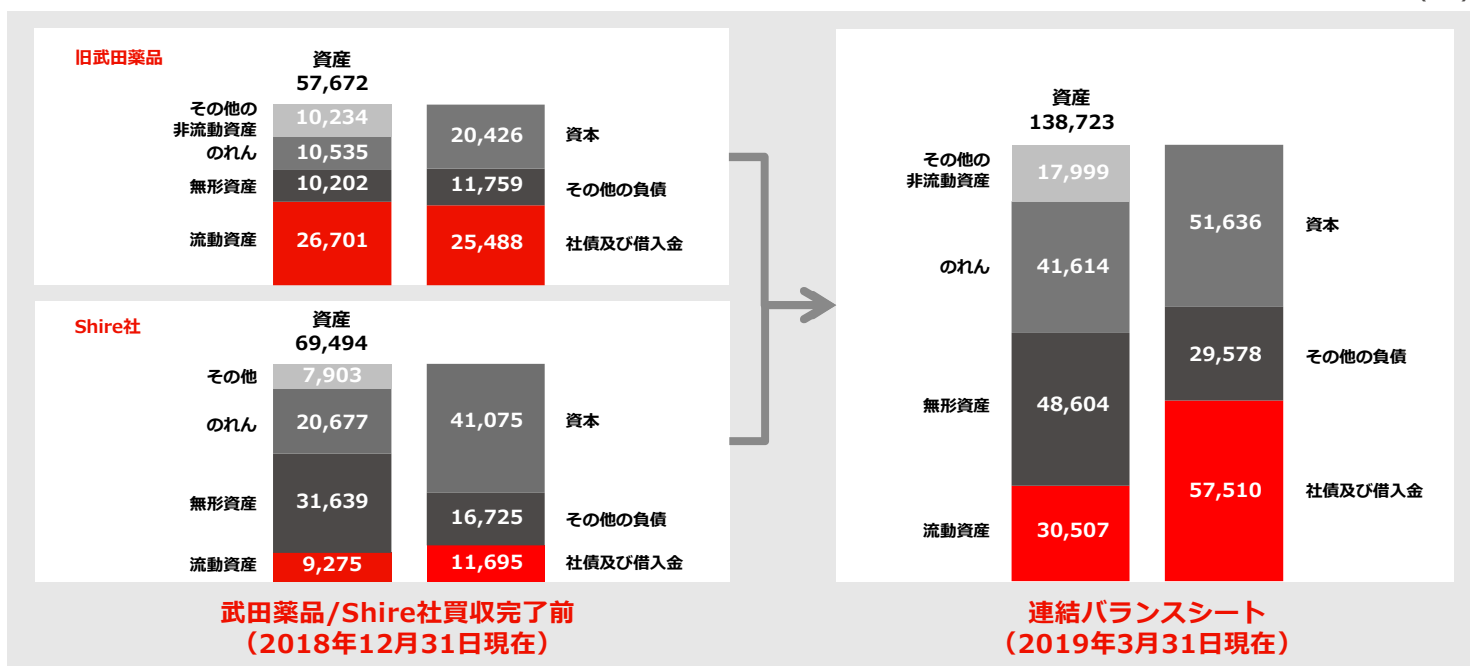 旧武田薬品
資産
57,672
その他の
非流動資産
10,234
のれん
10,535
無形資産
10,202
流動資産
26,701
20,426
資本
11,759
その他の負債
25,488
社債及び借入金
Shire社
資産
69,494
その他
7,903
のれん
20,677
無形資産
31,639
流動資産
9,275
41,075
資本
16,725
その他の負債
11,695
社債及び借入金
武田薬品/Shire社買収完了前
（2018年12月31日現在）
資産
138,723
その他の
非流動資産
17,999
のれん
41,614
無形資産
48,604
流動資産
30,507
51,636
資本
29,578
その他の負債
57,510
社債及び借入金
連結バランスシート
（2019年3月31日現在）